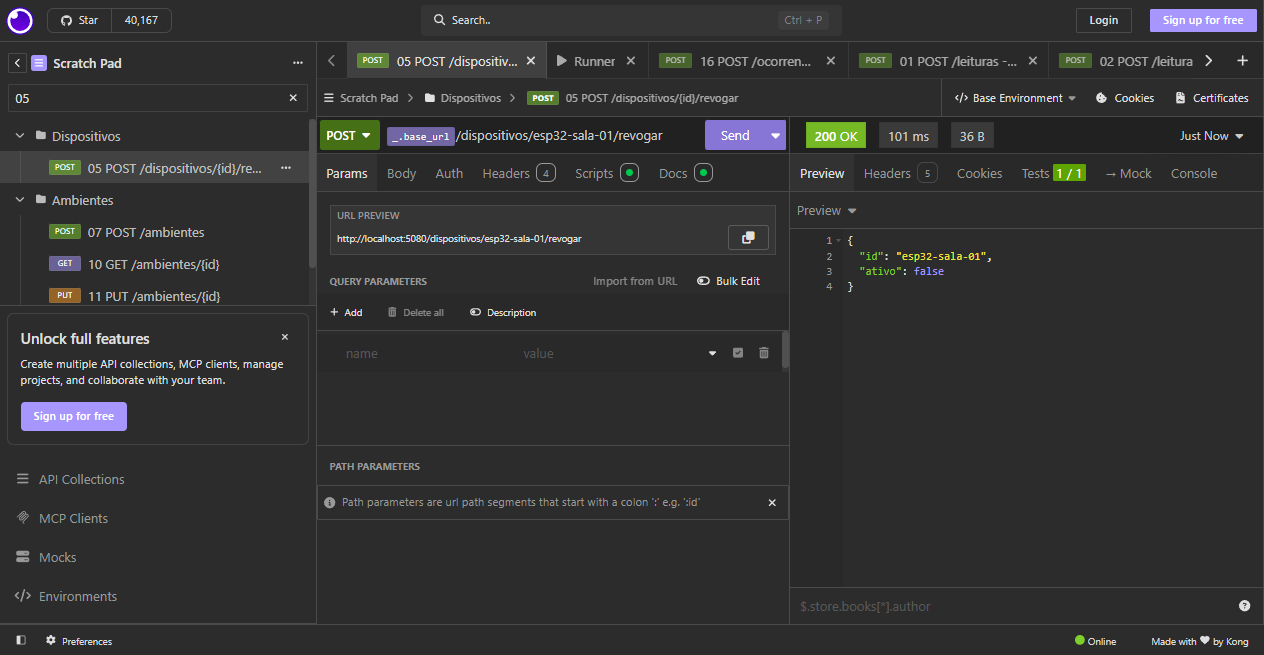 Star 40,167
Search.. Ctrl + P
Login
Sign up for free
Scratch Pad
05
Dispositivos
POST 05 POST /dispositivos/{id}/re...
Ambientes
POST 07 POST /ambientes
GET 10 GET /ambientes/{id}
PUT 11 PUT /ambientes/{id}
Unlock full features
Create multiple API collections, MCP clients, manage
projects, and collaborate with your team.
Sign up for free
API Collections
MCP Clients
Mocks
Environments
Preferences
POST 05 POST /dispositiv... Runner POST 16 POST /ocorren... POST 01 POST /leituras -... POST 02 POST /leitura
Scratch Pad > Dispositivos > POST 05 POST /dispositivos/{id}/revogar
Base Environment Cookies Certificates
POST _.base_url /dispositivos/esp32-sala-01/revogar Send
Params Body Auth Headers 4 Scripts Docs
URL PREVIEW
http://localhost:5080/dispositivos/esp32-sala-01/revogar
QUERY PARAMETERS Import from URL Bulk Edit
+ Add Delete all Description
name value
PATH PARAMETERS
Path parameters are url path segments that start with a colon ':' e.g. ':id'
200 OK 101 ms 36 B Just Now
Preview Headers 5 Cookies Tests 1 / 1 → Mock Console
Preview
1 {
2 "id": "esp32-sala-01",
3 "ativo": false
4 }
$.store.books[*].author
Online
Made with ♥ by Kong